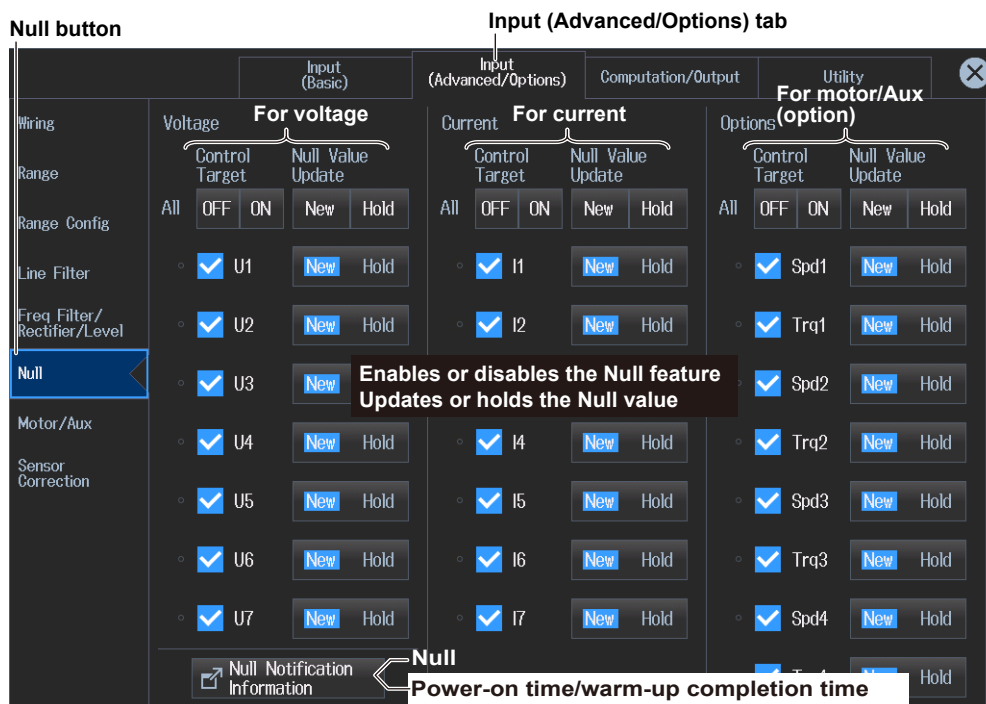 Null button
Input (Advanced/Options) tab
Input
(Basic)
Input
(Advanced/Options)
Computation/Output
Utility
Wiring
Range
Range Config
Line Filter
Freq Filter/
Rectifier/Level
Null
Motor/Aux
Sensor
Correction
Voltage
For voltage
Control
Target
Null Value
Update
All OFF ON New Hold
U1 New Hold
U2 New Hold
U3 New
U4 New Hold
U5 New Hold
U6 New Hold
U7 New Hold
Null Notification
Information
Current
For current
Control
Target
Null Value
Update
All OFF ON New Hold
I1 New Hold
I2 New Hold
Enables or disables the Null feature
Updates or holds the Null value
I4 New Hold
I5 New Hold
I6 New Hold
I7 New Hold
Null
Power-on time/warm-up completion time
Options
For motor/Aux
(option)
Control
Target
Null Value
Update
All OFF ON New Hold
Spd1 New Hold
Trq1 New Hold
Spd2 New Hold
Trq2 New Hold
Spd3 New Hold
Trq3 New Hold
Spd4 New Hold
Hold